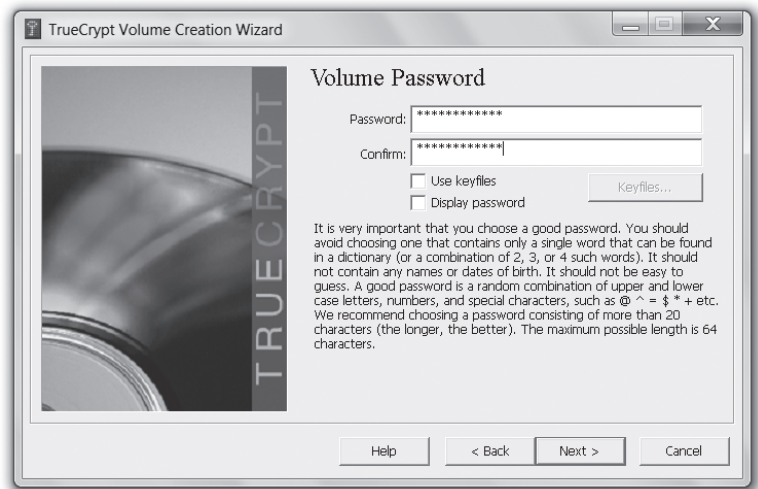 TrueCrypt Volume Creation Wizard
TRUECRYPT
Volume Password
Password: ************
Confirm: ************
Use keyfiles
Keyfiles...
Display password
It is very important that you choose a good password. You should
avoid choosing one that contains only a single word that can be found
in a dictionary (or a combination of 2, 3, or 4 such words). It should
not contain any names or dates of birth. It should not be easy to
guess. A good password is a random combination of upper and lower
case letters, numbers, and special characters, such as @ ^ = $ * + etc.
We recommend choosing a password consisting of more than 20
characters (the longer, the better). The maximum possible length is 64
characters.
Help
< Back
Next >
Cancel